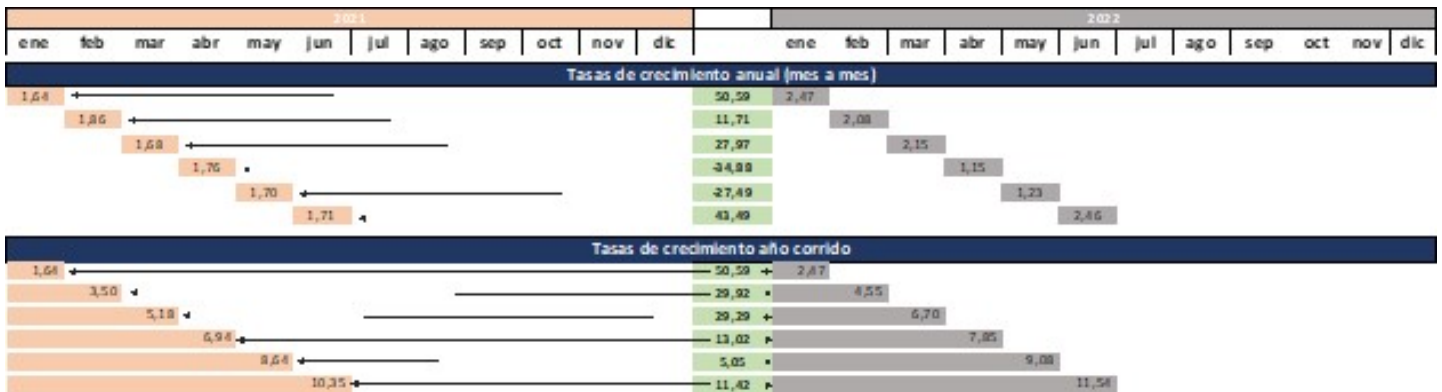 2021 2022
ene feb mar abr may jun jul ago sep oct nov dic ene feb mar abr may jun jul ago sep oct nov dic
Tasas de crecimiento anual (mes a mes)
1,64 50,59 2,47
1,86 11,71 2,08
1,68 27,97 2,15
1,76 -34,88 1,15
1,70 -27,49 1,23
1,71 43,49 2,46
Tasas de crecimiento año corrido
1,64 50,59 2,47
3,50 29,92 4,55
5,18 29,29 6,70
6,94 13,02 7,85
8,64 5,05 9,08
10,35 11,42 11,54